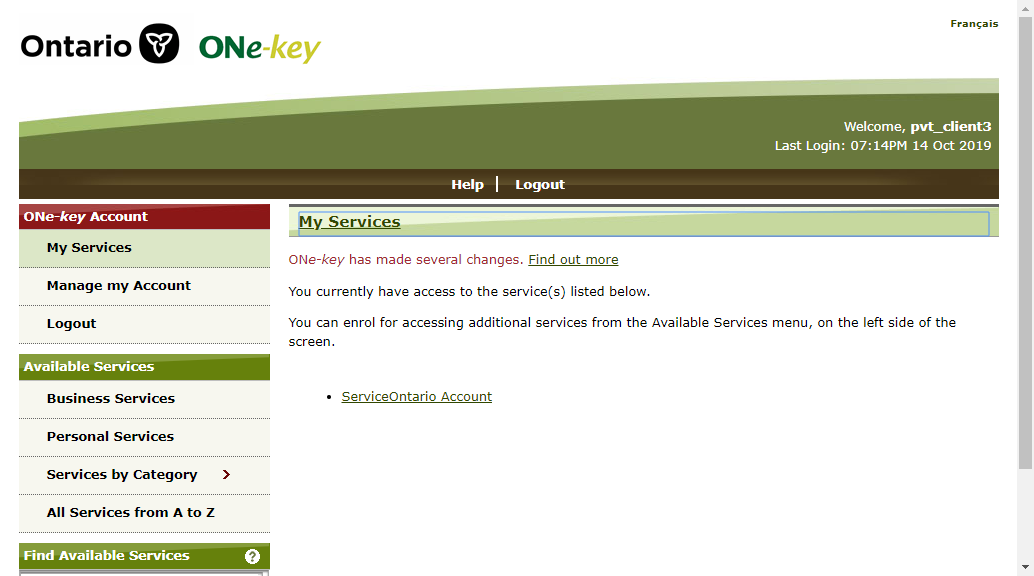 Français
Ontario ONe-key
Welcome, pvt_client3
Last Login: 07:14PM 14 Oct 2019
Help | Logout
ONe-key Account
My Services
Manage my Account
Logout
Available Services
Business Services
Personal Services
Services by Category
All Services from A to Z
Find Available Services ?
My Services
ONe-key has made several changes. Find out more
You currently have access to the service(s) listed below.
You can enrol for accessing additional services from the Available Services menu, on the left side of the
screen.
• ServiceOntario Account